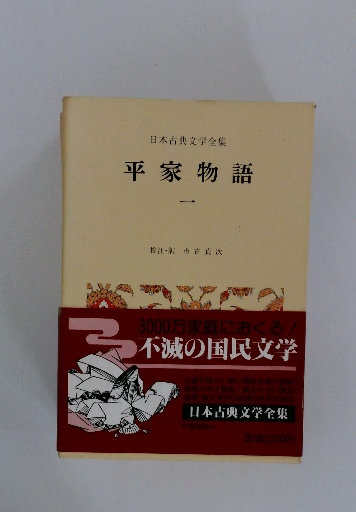 日本古典文学全集
平家物語
一
校注・訳 市古貞次
3000万家庭におくる！
不滅の国民文学
日本古典文学全集